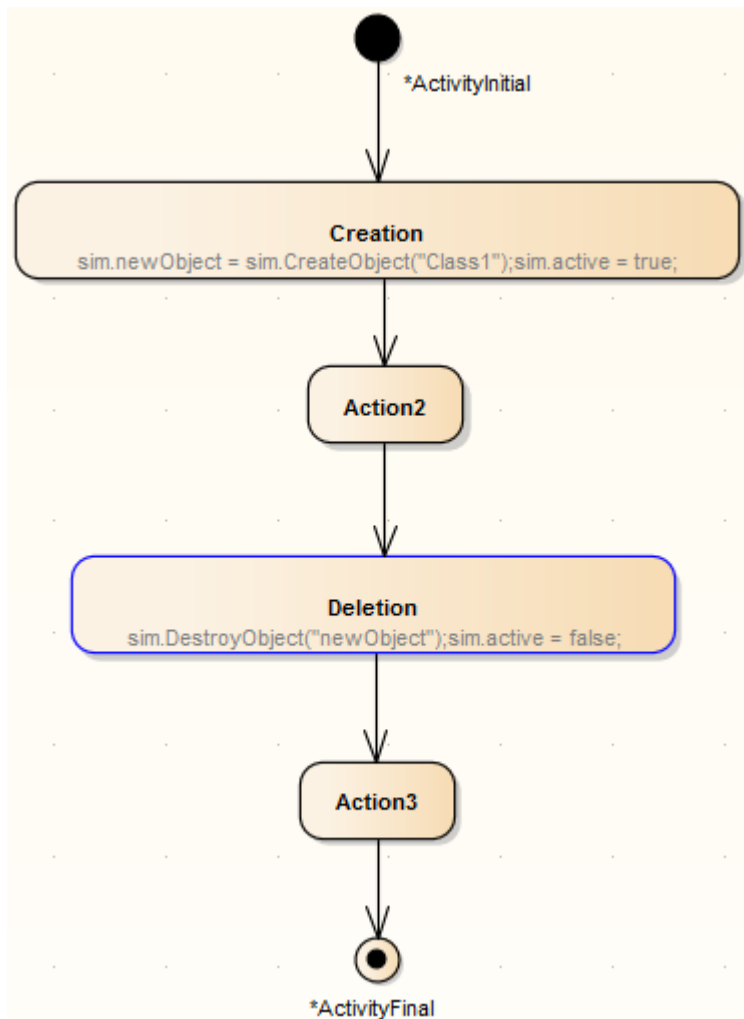 *ActivityInitial
Creation
sim.newObject = sim.CreateObject("Class1");sim.active = true;
Action2
Deletion
sim.DestroyObject("newObject");sim.active = false;
Action3
*ActivityFinal